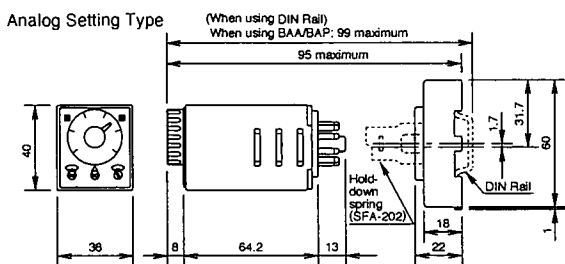 Analog Setting Type
(When using DIN Rail)
When using BAA/BAP: 99 maximum
95 maximum
40
36
8
64.2
13
Hold-
down
spring
(SFA-202)
1.7
31.7
60
DIN Rail
18
22
1